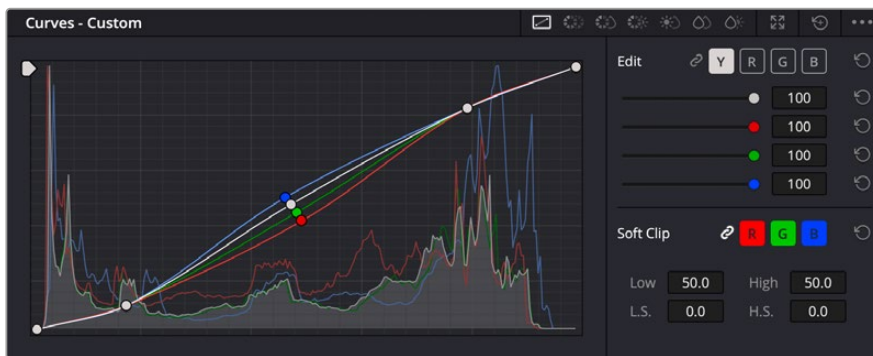 Curves - Custom
Edit Y R G B
100
100
100
100
Soft Clip R G B
Low 50.0 High 50.0
L.S. 0.0 H.S. 0.0